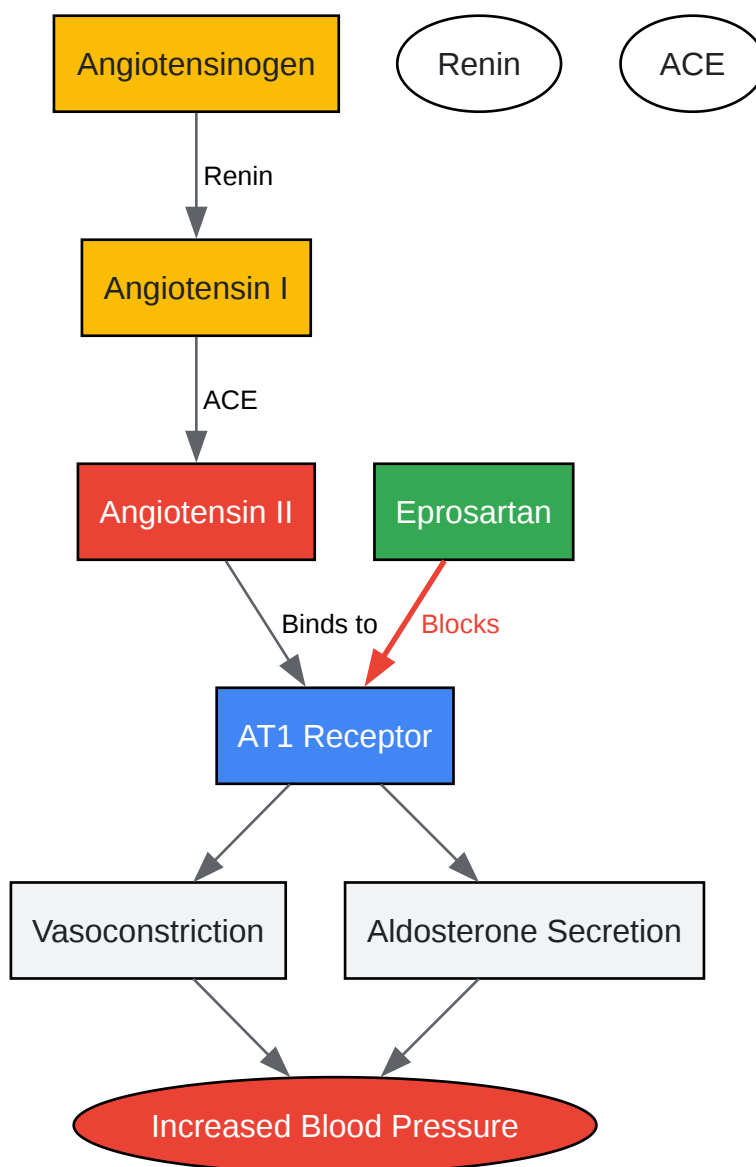 Angiotensinogen
Renin
ACE
Renin
Angiotensin I
ACE
Angiotensin II
Eprosartan
Binds to
Blocks
AT1 Receptor
Vasoconstriction
Aldosterone Secretion
Increased Blood Pressure